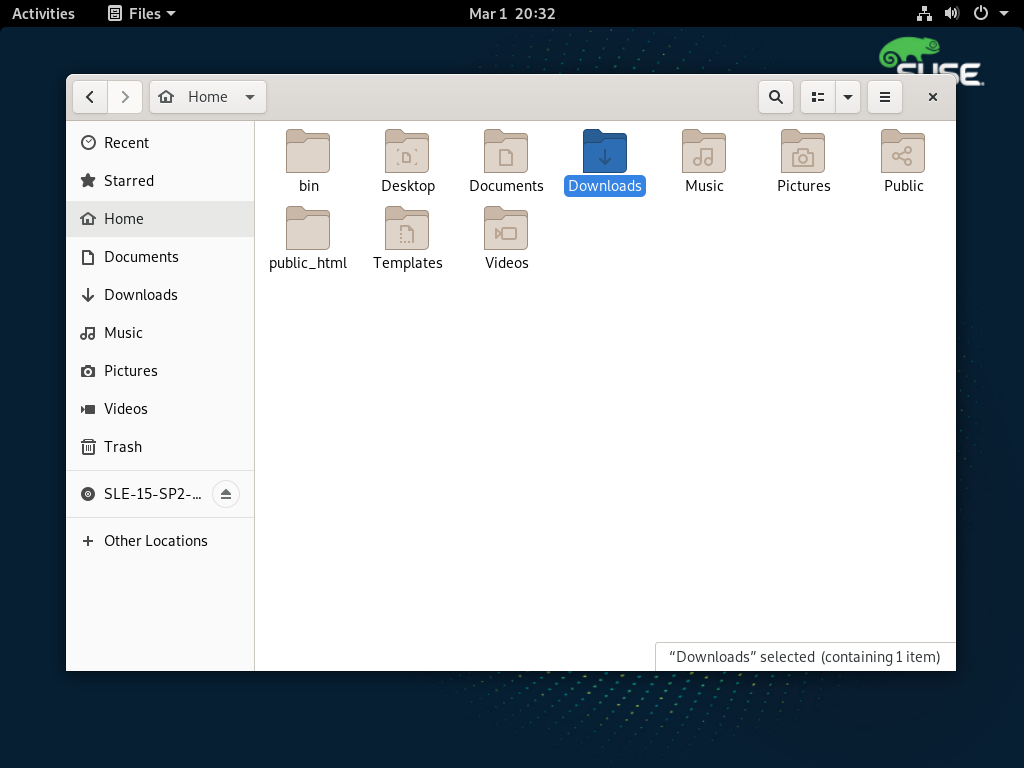 Activities Files Mar 1 20:32
SUSE
Home
Recent
Starred
Home
Documents
Downloads
Music
Pictures
Videos
Trash
SLE-15-SP2-...
Other Locations
bin Desktop Documents Downloads Music Pictures Public
public_html Templates Videos
“Downloads” selected (containing 1 item)